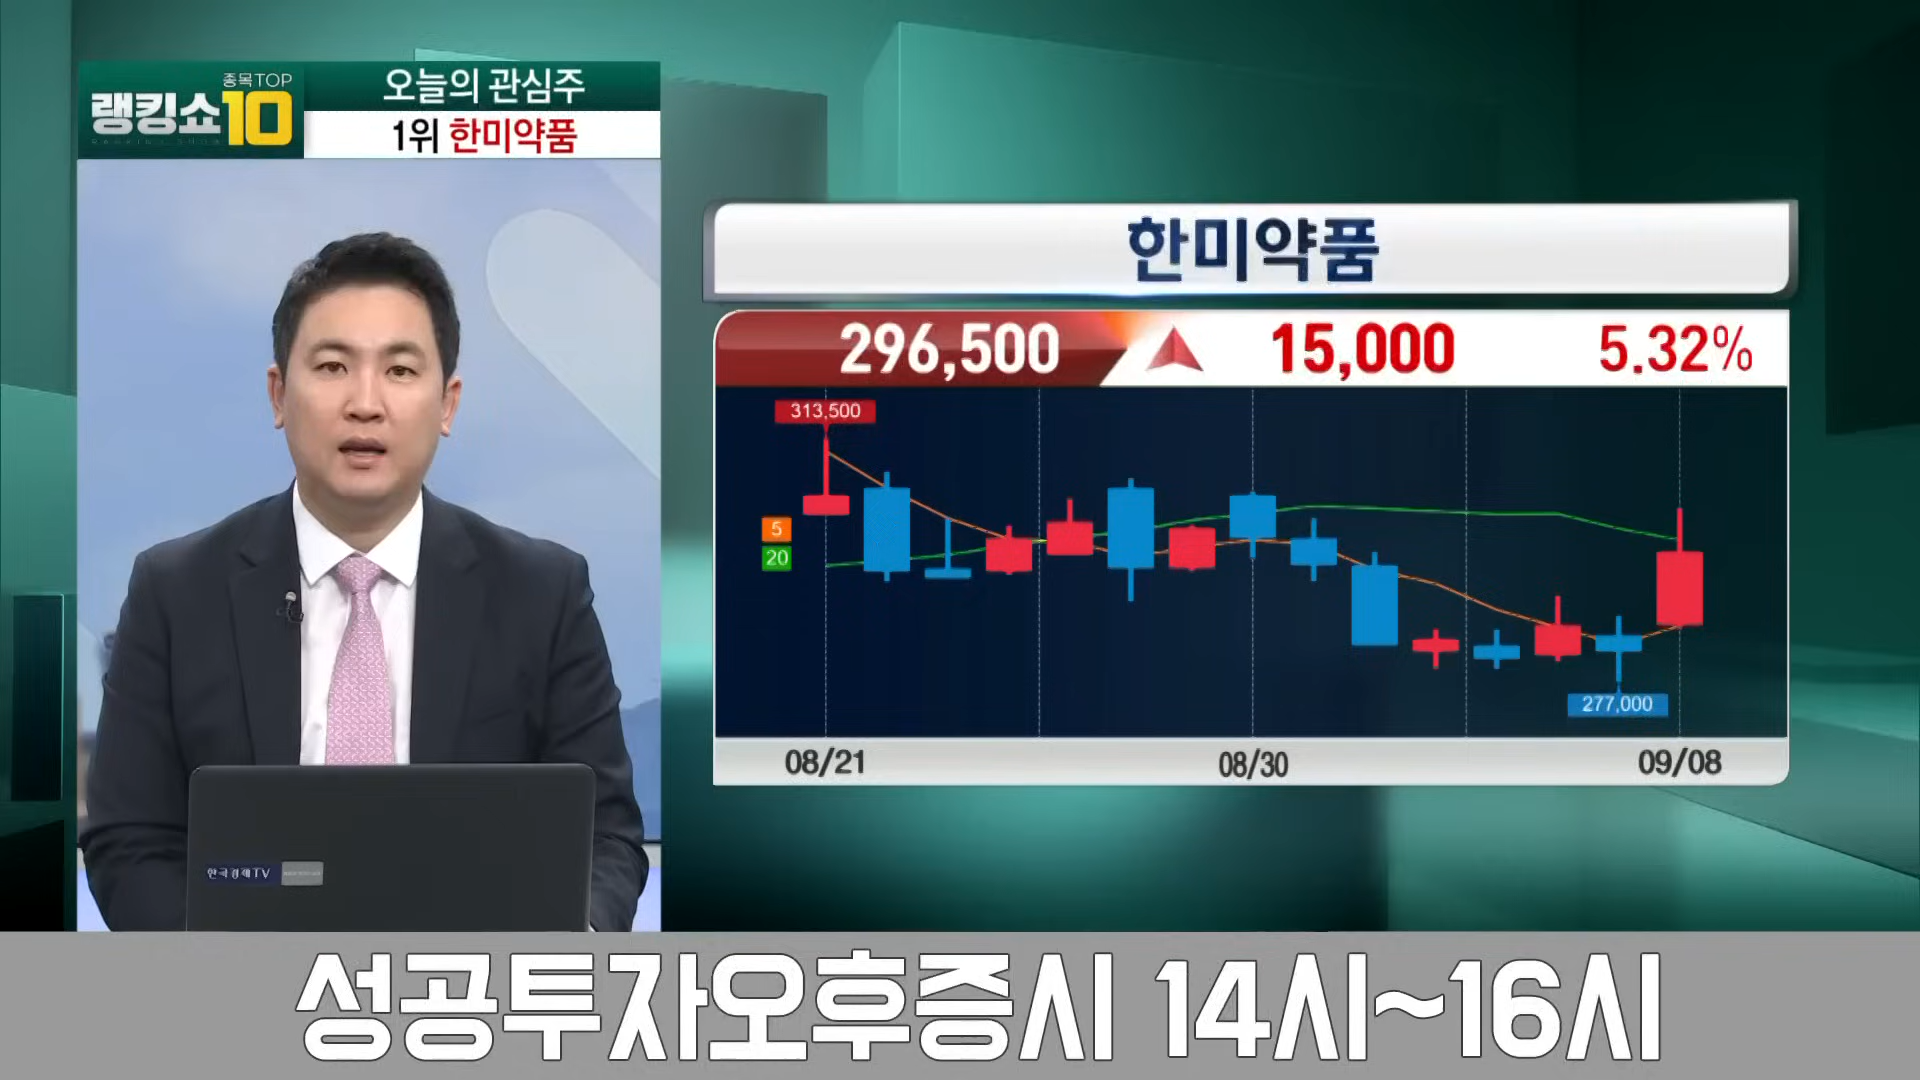 종목TOP
랭킹쇼10
오늘의 관심주
1위 한미약품
한미약품
296,500 15,000 5.32%
313,500
5
20
277,000
08/21 08/30 09/08
한국경제TV
성공투자오후증시 14시~16시